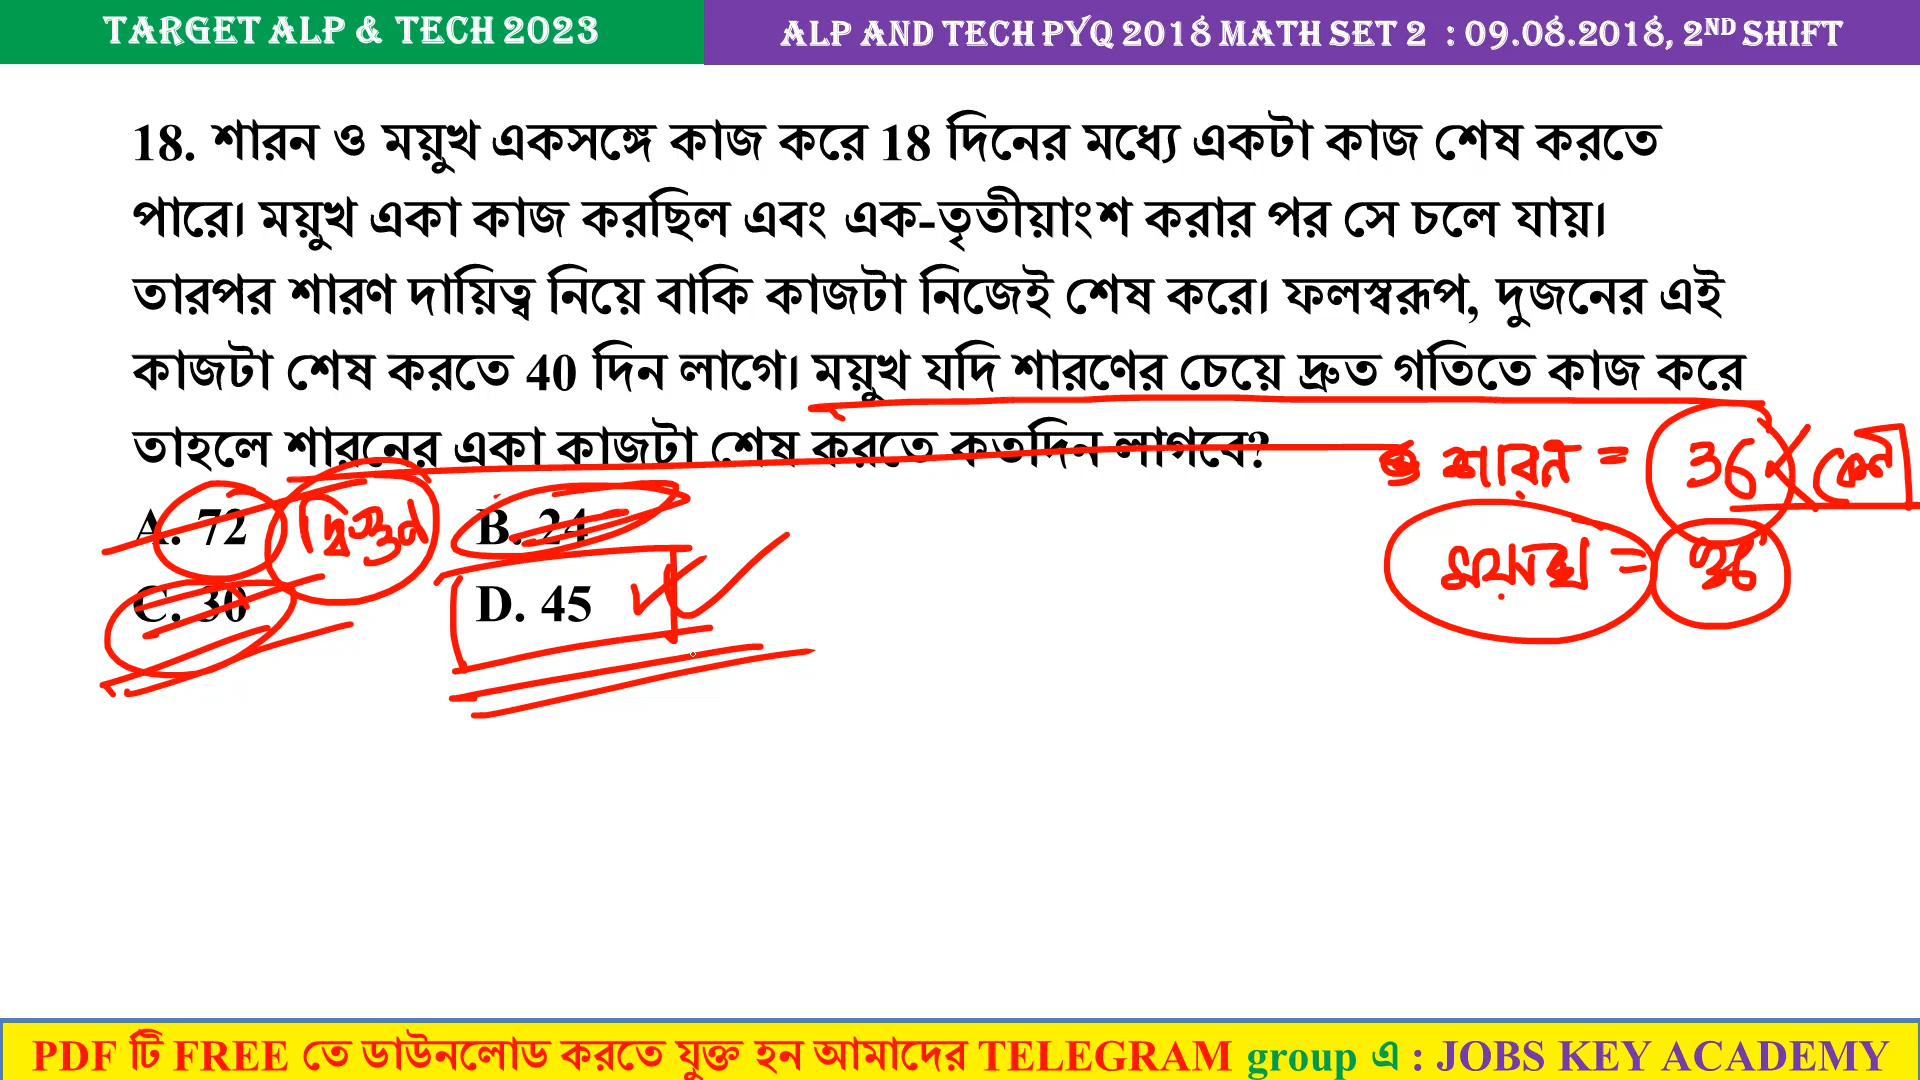 TARGET ALP & TECH 2023
ALP AND TECH PYQ 2018 MATH SET 2 : 09.08.2018, 2ND SHIFT
18. শারন ও ময়ুখ একসঙ্গে কাজ করে 18 দিনের মধ্যে একটা কাজ শেষ করতে
পারে। ময়ুখ একা কাজ করছিল এবং এক-তৃতীয়াংশ করার পর সে চলে যায়।
তারপর শারণ দায়িত্ব নিয়ে বাকি কাজটা নিজেই শেষ করে। ফলস্বরূপ, দুজনের এই
কাজটা শেষ করতে 40 দিন লাগে। ময়ুখ যদি শারণের চেয়ে দ্রুত গতিতে কাজ করে
তাহলে শারনের একা কাজটা শেষ করতে কতদিন লাগবে?
শারন = 36
A. 72 দ্বিগুন B. 24
C. 30 D. 45
PDF টি FREE তে ডাউনলোড করতে যুক্ত হন আমাদের TELEGRAM group এ : JOBS KEY ACADEMY